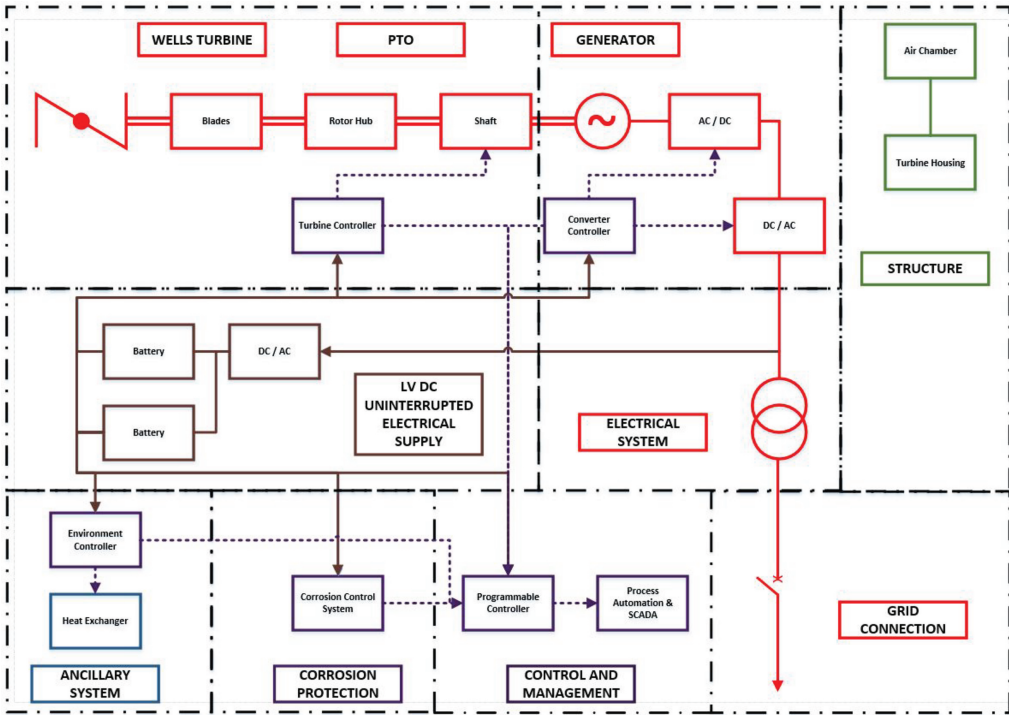 WELLS TURBINE
PTO
GENERATOR
Air Chamber
Blades
Rotor Hub
Shaft
AC / DC
Turbine Housing
Turbine Controller
Converter
Controller
DC / AC
STRUCTURE
Battery
DC / AC
LV DC
UNINTERRUPTED
ELECTRICAL
SUPPLY
Battery
ELECTRICAL
SYSTEM
Environment
Controller
Corrosion Control
System
Programmable
Controller
Process
Automation &
SCADA
Heat Exchanger
GRID
CONNECTION
ANCILLARY
SYSTEM
CORROSION
PROTECTION
CONTROL AND
MANAGEMENT